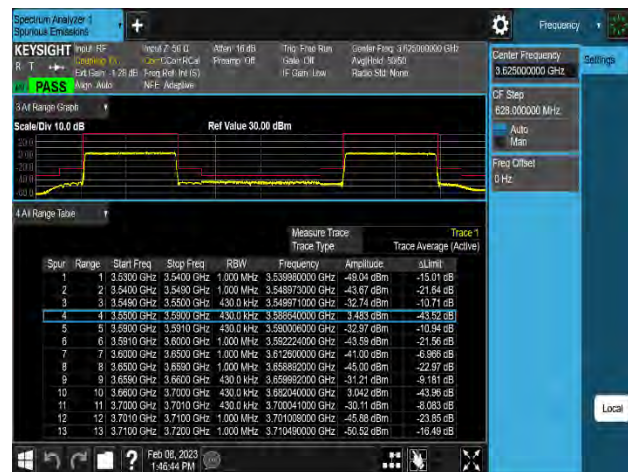 Spectrum Analyzer 1
Spurious Emissions
Frequency
KEYSIGHT Input: RF Input Z: 50 Ω Atten: 16 dB Trig: Free Run Center Freq: 3.625000000 GHz
R T Corr CCorr RCal Preamp: Off Gate: Off Avg|Hold: 50/50
Ext Gain: -1.28 dB Freq Ref: Int (S) IF Gain: Low Radio Std: None
PASS Align: Auto NFE: Adaptive
Center Frequency
3.625000000 GHz
Settings
CF Step
628.000000 MHz
Auto
Man
Freq Offset
0 Hz
3 All Range Graph
Scale/Div 10.0 dB Ref Value 30.00 dBm
20.0
0.00
-20.0
-40.0
-60.0
4 All Range Table
Measure Trace Trace 1
Trace Type Trace Average (Active)
Spur Range Start Freq Stop Freq RBW Frequency Amplitude ΔLimit
1 1 3.5300 GHz 3.5400 GHz 1.000 MHz 3.539980000 GHz -49.04 dBm -15.01 dB
2 2 3.5400 GHz 3.5490 GHz 1.000 MHz 3.548973000 GHz -43.67 dBm -21.64 dB
3 3 3.5490 GHz 3.5500 GHz 430.0 kHz 3.549971000 GHz -32.74 dBm -10.71 dB
4 4 3.5500 GHz 3.5900 GHz 430.0 kHz 3.588640000 GHz 3.483 dBm -43.52 dB
5 5 3.5900 GHz 3.5910 GHz 430.0 kHz 3.590006000 GHz -32.97 dBm -10.94 dB
6 6 3.5910 GHz 3.6000 GHz 1.000 MHz 3.592224000 GHz -43.59 dBm -21.56 dB
7 7 3.6000 GHz 3.6500 GHz 1.000 MHz 3.612600000 GHz -41.00 dBm -6.966 dB
8 8 3.6500 GHz 3.6590 GHz 1.000 MHz 3.658892000 GHz -45.00 dBm -22.97 dB
9 9 3.6590 GHz 3.6600 GHz 430.0 kHz 3.659992000 GHz -31.21 dBm -9.181 dB
10 10 3.6600 GHz 3.7000 GHz 430.0 kHz 3.682040000 GHz 3.042 dBm -43.96 dB
11 11 3.7000 GHz 3.7010 GHz 430.0 kHz 3.700041000 GHz -30.11 dBm -8.083 dB
12 12 3.7010 GHz 3.7100 GHz 1.000 MHz 3.701009000 GHz -45.88 dBm -23.85 dB
13 13 3.7100 GHz 3.7200 GHz 1.000 MHz 3.710490000 GHz -50.52 dBm -16.49 dB
Local
? Feb 08, 2023
1:46:44 PM